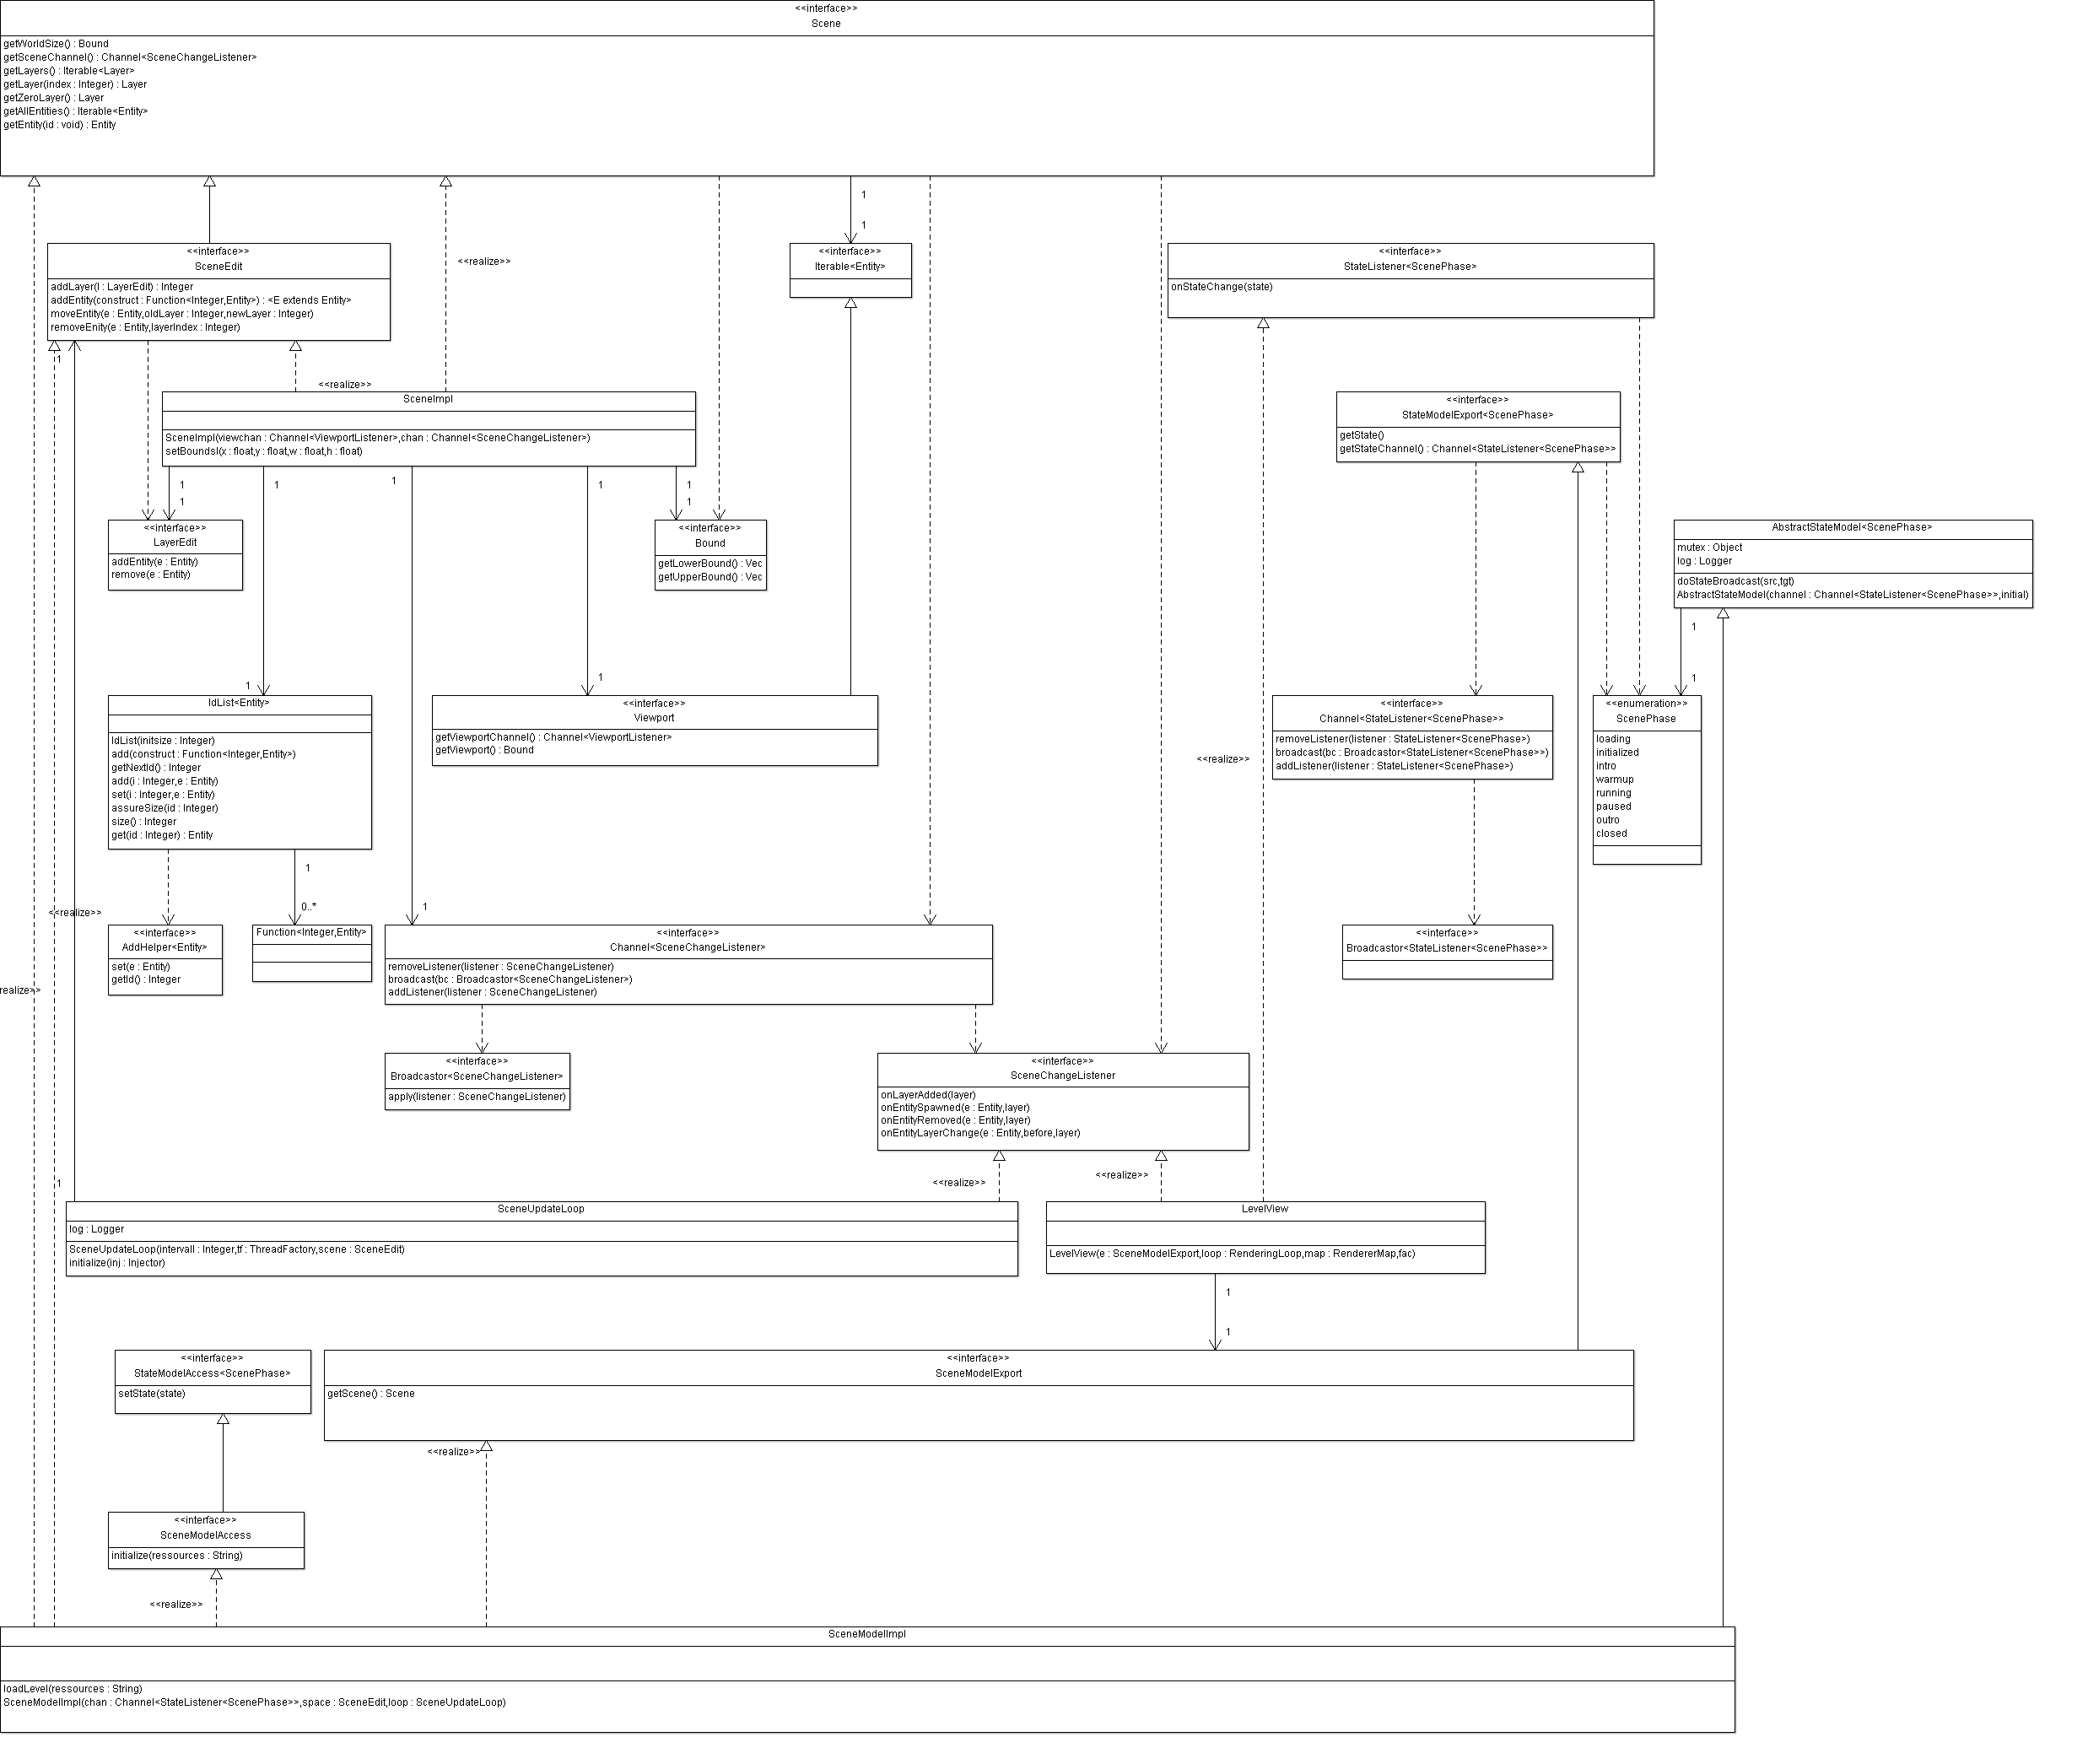 <<interface>>
Scene
getWorldSize() : Bound
getSceneChannel() : Channel<SceneChangeListener>
getLayers() : Iterable<Layer>
getLayer(index : Integer) : Layer
getZeroLayer() : Layer
getAllEntities() : Iterable<Entity>
getEntity(id : void) : Entity
1
1
<<interface>>
SceneEdit
addLayer(l : LayerEdit) : Integer
addEntity(construct : Function<Integer,Entity>) : <E extends Entity>
moveEntity(e : Entity,oldLayer : Integer,newLayer : Integer)
removeEnity(e : Entity,layerIndex : Integer)
<<realize>>
<<interface>>
Iterable<Entity>
<<interface>>
StateListener<ScenePhase>
onStateChange(state)
1
<<realize>>
SceneImpl
SceneImpl(viewchan : Channel<ViewportListener>,chan : Channel<SceneChangeListener>)
setBoundsI(x : float,y : float,w : float,h : float)
<<interface>>
StateModelExport<ScenePhase>
getState()
getStateChannel() : Channel<StateListener<ScenePhase>>
1
1
1
1
1
1
1
<<interface>>
LayerEdit
addEntity(e : Entity)
remove(e : Entity)
<<interface>>
Bound
getLowerBound() : Vec
getUpperBound() : Vec
AbstractStateModel<ScenePhase>
mutex : Object
log : Logger
doStateBroadcast(src,tgt)
AbstractStateModel(channel : Channel<StateListener<ScenePhase>>,initial)
1
1
1
1
IdList<Entity>
IdList(initsize : Integer)
add(construct : Function<Integer,Entity>)
getNextId() : Integer
add(i : Integer,e : Entity)
set(i : Integer,e : Entity)
assureSize(id : Integer)
size() : Integer
get(id : Integer) : Entity
<<interface>>
Viewport
getViewportChannel() : Channel<ViewportListener>
getViewport() : Bound
<<realize>>
<<interface>>
Channel<StateListener<ScenePhase>>
removeListener(listener : StateListener<ScenePhase>)
broadcast(bc : Broadcastor<StateListener<ScenePhase>>)
addListener(listener : StateListener<ScenePhase>)
<<enumeration>>
ScenePhase
loading
initialized
intro
warmup
running
paused
outro
closed
1
0..*
1
<<realize>>
<<interface>>
AddHelper<Entity>
set(e : Entity)
getId() : Integer
Function<Integer,Entity>
<<interface>>
Channel<SceneChangeListener>
removeListener(listener : SceneChangeListener)
broadcast(bc : Broadcastor<SceneChangeListener>)
addListener(listener : SceneChangeListener)
<<interface>>
Broadcastor<StateListener<ScenePhase>>
realize>>
<<interface>>
Broadcastor<SceneChangeListener>
apply(listener : SceneChangeListener)
<<interface>>
SceneChangeListener
onLayerAdded(layer)
onEntitySpawned(e : Entity,layer)
onEntityRemoved(e : Entity,layer)
onEntityLayerChange(e : Entity,before,layer)
1
<<realize>>
<<realize>>
SceneUpdateLoop
log : Logger
SceneUpdateLoop(intervall : Integer,tf : ThreadFactory,scene : SceneEdit)
initialize(inj : Injector)
LevelView
LevelView(e : SceneModelExport,loop : RenderingLoop,map : RendererMap,fac)
1
1
<<interface>>
StateModelAccess<ScenePhase>
setState(state)
<<interface>>
SceneModelExport
getScene() : Scene
<<realize>>
<<interface>>
SceneModelAccess
initialize(ressources : String)
<<realize>>
SceneModelImpl
loadLevel(ressources : String)
SceneModelImpl(chan : Channel<StateListener<ScenePhase>>,space : SceneEdit,loop : SceneUpdateLoop)